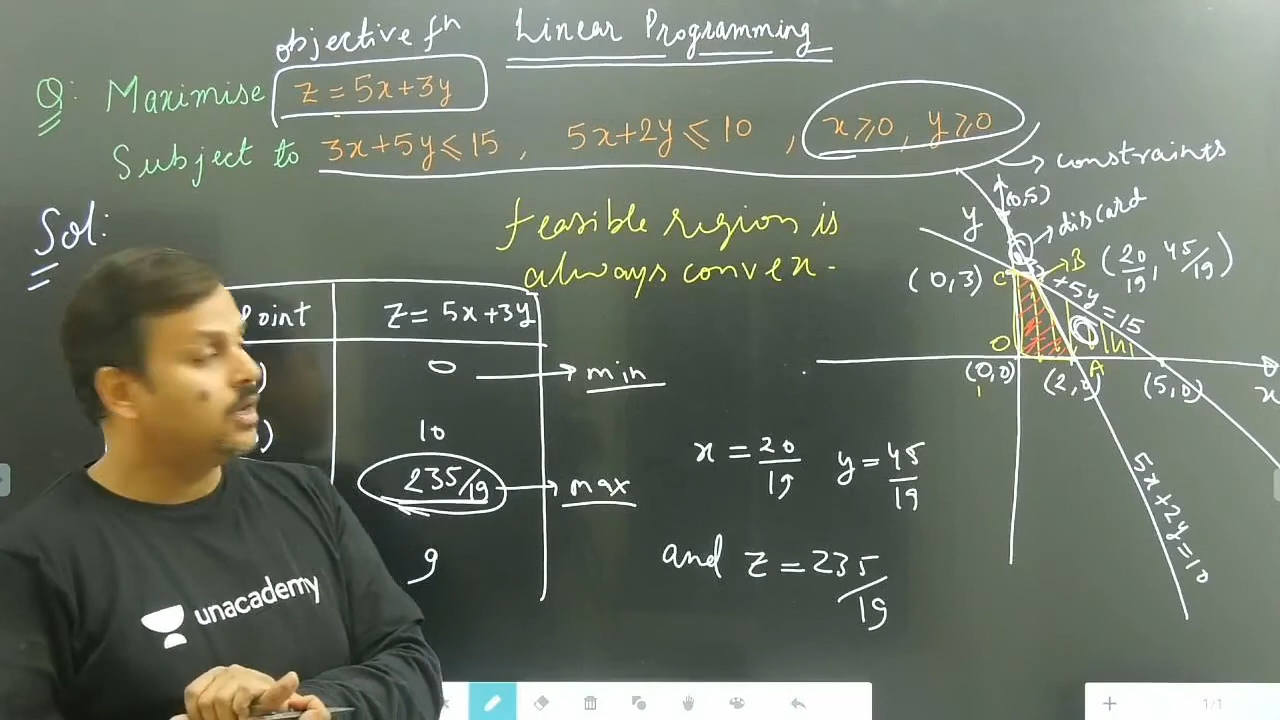 objective fn Linear Programming
Q: Maximise z = 5x+3y
Subject to 3x+5y ≤ 15 , 5x+2y ≤ 10 , x ≥ 0, y ≥ 0
constraints
Sol:
Feasible region is
always convex.
Point z = 5x+3y
0 → min
10
235/19 → max
9
x = 20/19 y = 45/19
and z = 235/19
y
(0,5)
discard
(0,3) C
B (20/19, 45/19)
+5y = 15
O
(0,0)
(2,0)
A
(5,0)
x
5x+2y=10
unacademy
1/1